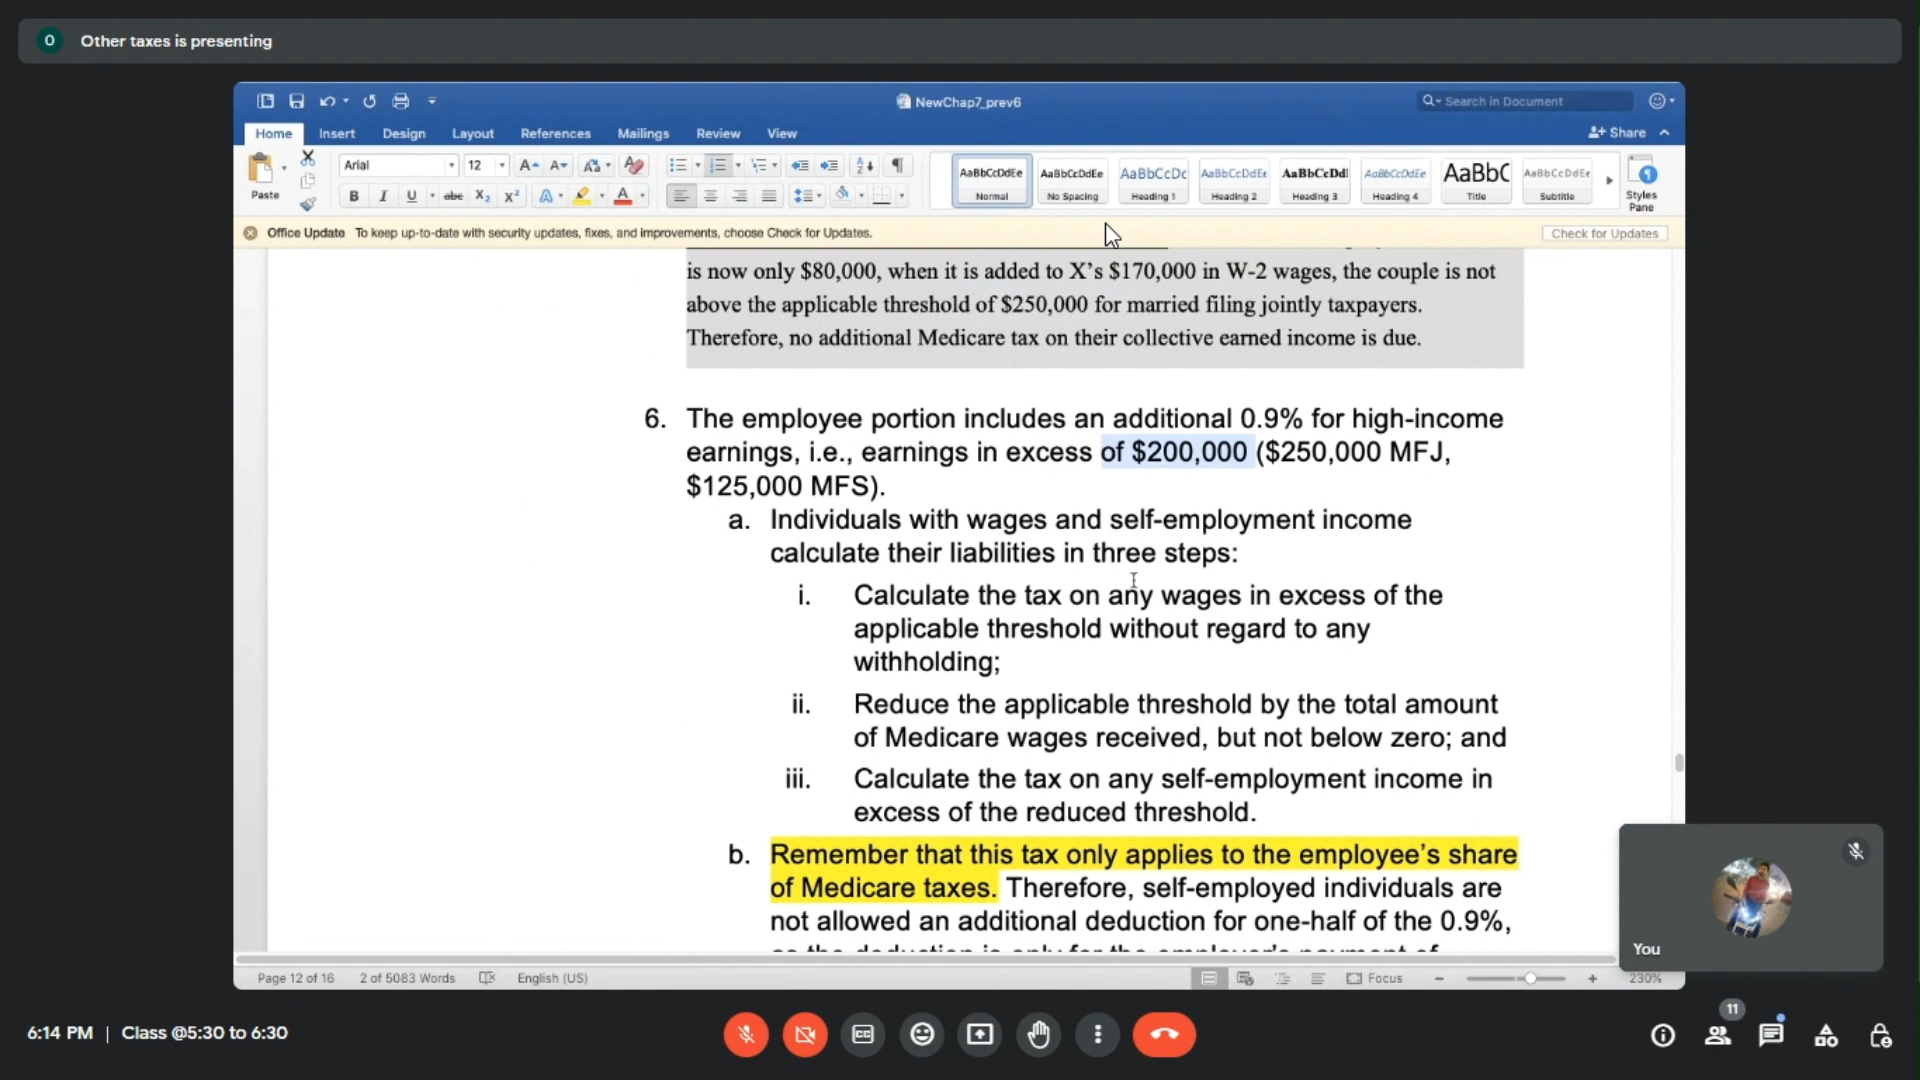 O Other taxes is presenting
NewChap7_prev6
Search in Document
Home Insert Design Layout References Mailings Review View
Share
Paste
Arial 12
B I U abc X₂ X²
AaBbCcDdEe AaBbCcDdEe AaBbCcDc AaBbCcDdEe AaBbCcDdI AaBbCcDdEe AaBbC AaBbCcDdEe
Normal No Spacing Heading 1 Heading 2 Heading 3 Heading 4 Title Subtitle
Styles
Pane
Office Update To keep up-to-date with security updates, fixes, and improvements, choose Check for Updates.
Check for Updates
is now only $80,000, when it is added to X’s $170,000 in W-2 wages, the couple is not
above the applicable threshold of $250,000 for married filing jointly taxpayers.
Therefore, no additional Medicare tax on their collective earned income is due.
6. The employee portion includes an additional 0.9% for high-income
earnings, i.e., earnings in excess of $200,000 ($250,000 MFJ,
$125,000 MFS).
a. Individuals with wages and self-employment income
calculate their liabilities in three steps:
i. Calculate the tax on any wages in excess of the
applicable threshold without regard to any
withholding;
ii. Reduce the applicable threshold by the total amount
of Medicare wages received, but not below zero; and
iii. Calculate the tax on any self-employment income in
excess of the reduced threshold.
b. Remember that this tax only applies to the employee’s share
of Medicare taxes. Therefore, self-employed individuals are
not allowed an additional deduction for one-half of the 0.9%,
You
Page 12 of 16 2 of 5083 Words English (US)
Focus
230%
6:14 PM | Class @5:30 to 6:30
CC
11